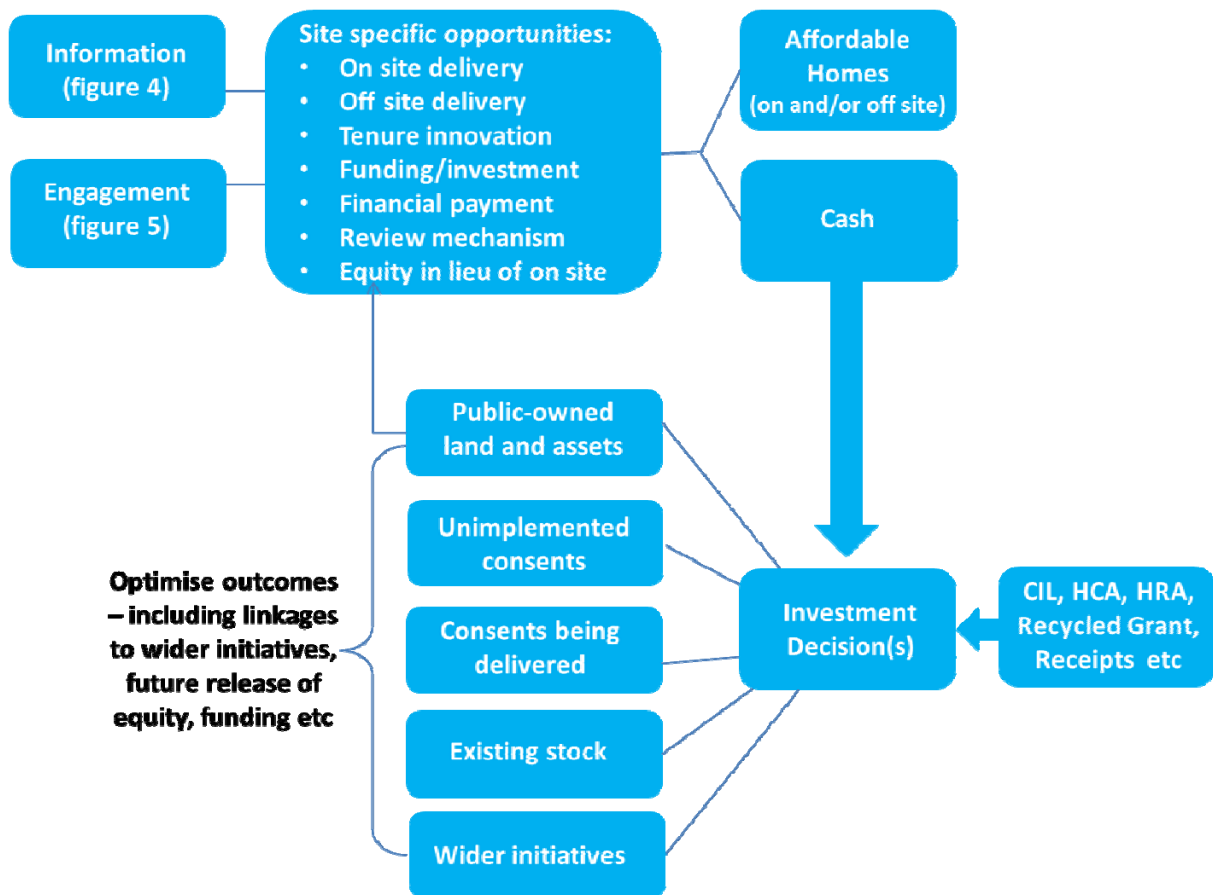 Information
(figure 4)
Engagement
(figure 5)
Site specific opportunities:
• On site delivery
• Off site delivery
• Tenure innovation
• Funding/investment
• Financial payment
• Review mechanism
• Equity in lieu of on site
Affordable
Homes
(on and/or off site)
Cash
Public-owned
land and assets
Unimplemented
consents
Consents being
delivered
Existing stock
Wider initiatives
Optimise outcomes
– including linkages
to wider initiatives,
future release of
equity, funding etc
Investment
Decision(s)
CIL, HCA, HRA,
Recycled Grant,
Receipts etc